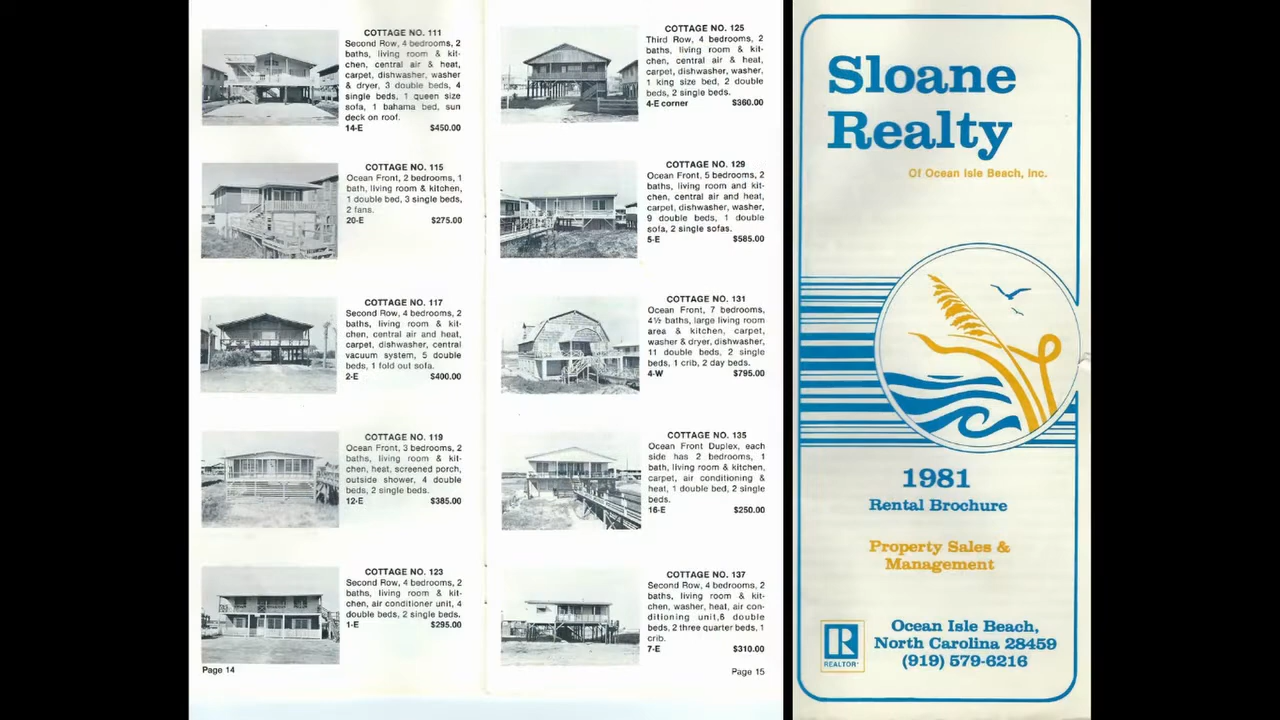 COTTAGE NO. 111
Second Row, 4 bedrooms, 2
baths, living room & kit-
chen, central air & heat,
carpet, dishwasher, washer
& dryer, 3 double beds, 4
single beds, 1 queen size
sofa, 1 bahama bed, sun
deck on roof.
14-E $450.00
COTTAGE NO. 115
Ocean Front, 2 bedrooms, 1
bath, living room & kitchen,
1 double bed, 3 single beds,
2 fans.
20-E $275.00
COTTAGE NO. 117
Second Row, 4 bedrooms, 2
baths, living room & kit-
chen, central air and heat,
carpet, dishwasher, central
vacuum system, 5 double
beds, 1 fold out sofa.
2-E $400.00
COTTAGE NO. 119
Ocean Front, 3 bedrooms, 2
baths, living room & kit-
chen, heat, screened porch,
outside shower, 4 double
beds, 2 single beds.
12-E $385.00
COTTAGE NO. 123
Second Row, 4 bedrooms, 2
baths, living room & kit-
chen, air conditioner unit, 4
double beds, 2 single beds.
1-E $295.00
Page 14
COTTAGE NO. 125
Third Row, 4 bedrooms, 2
baths, living room & kit-
chen, central air & heat,
carpet, dishwasher, washer,
1 king size bed, 2 double
beds, 2 single beds.
4-E corner $360.00
COTTAGE NO. 129
Ocean Front, 5 bedrooms, 2
baths, living room and kit-
chen, central air and heat,
carpet, dishwasher, washer,
9 double beds, 1 double
sofa, 2 single sofas.
5-E $585.00
COTTAGE NO. 131
Ocean Front, 7 bedrooms,
4½ baths, large living room
area & kitchen, carpet,
washer & dryer, dishwasher,
11 double beds, 2 single
beds, 1 crib, 2 day beds.
4-W $795.00
COTTAGE NO. 135
Ocean Front Duplex, each
side has 2 bedrooms, 1
bath, living room & kitchen,
carpet, air conditioning &
heat, 1 double bed, 2 single
beds.
16-E $250.00
COTTAGE NO. 137
Second Row, 4 bedrooms, 2
baths, living room & kit-
chen, washer, heat, air con-
ditioning unit,6 double
beds, 2 three quarter beds, 1
crib.
7-E $310.00
Page 15
Sloane
Realty
Of Ocean Isle Beach, Inc.
1981
Rental Brochure
Property Sales &
Management
REALTOR®
Ocean Isle Beach,
North Carolina 28459
(919) 579-6216